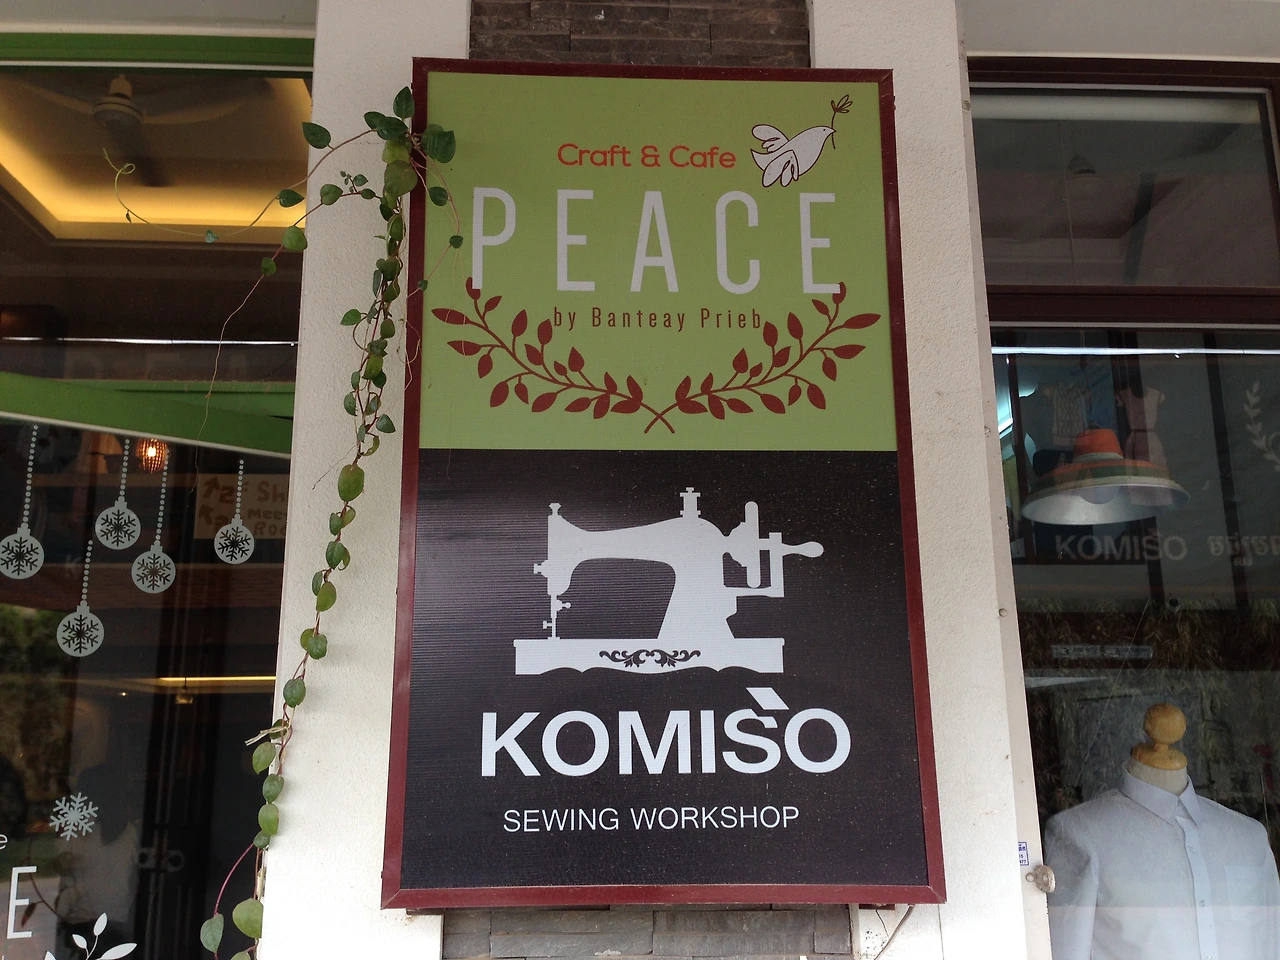 Craft & Cafe
PEACE
by Banteay Prieb
KOMISO
SEWING WORKSHOP
KOMISO
E